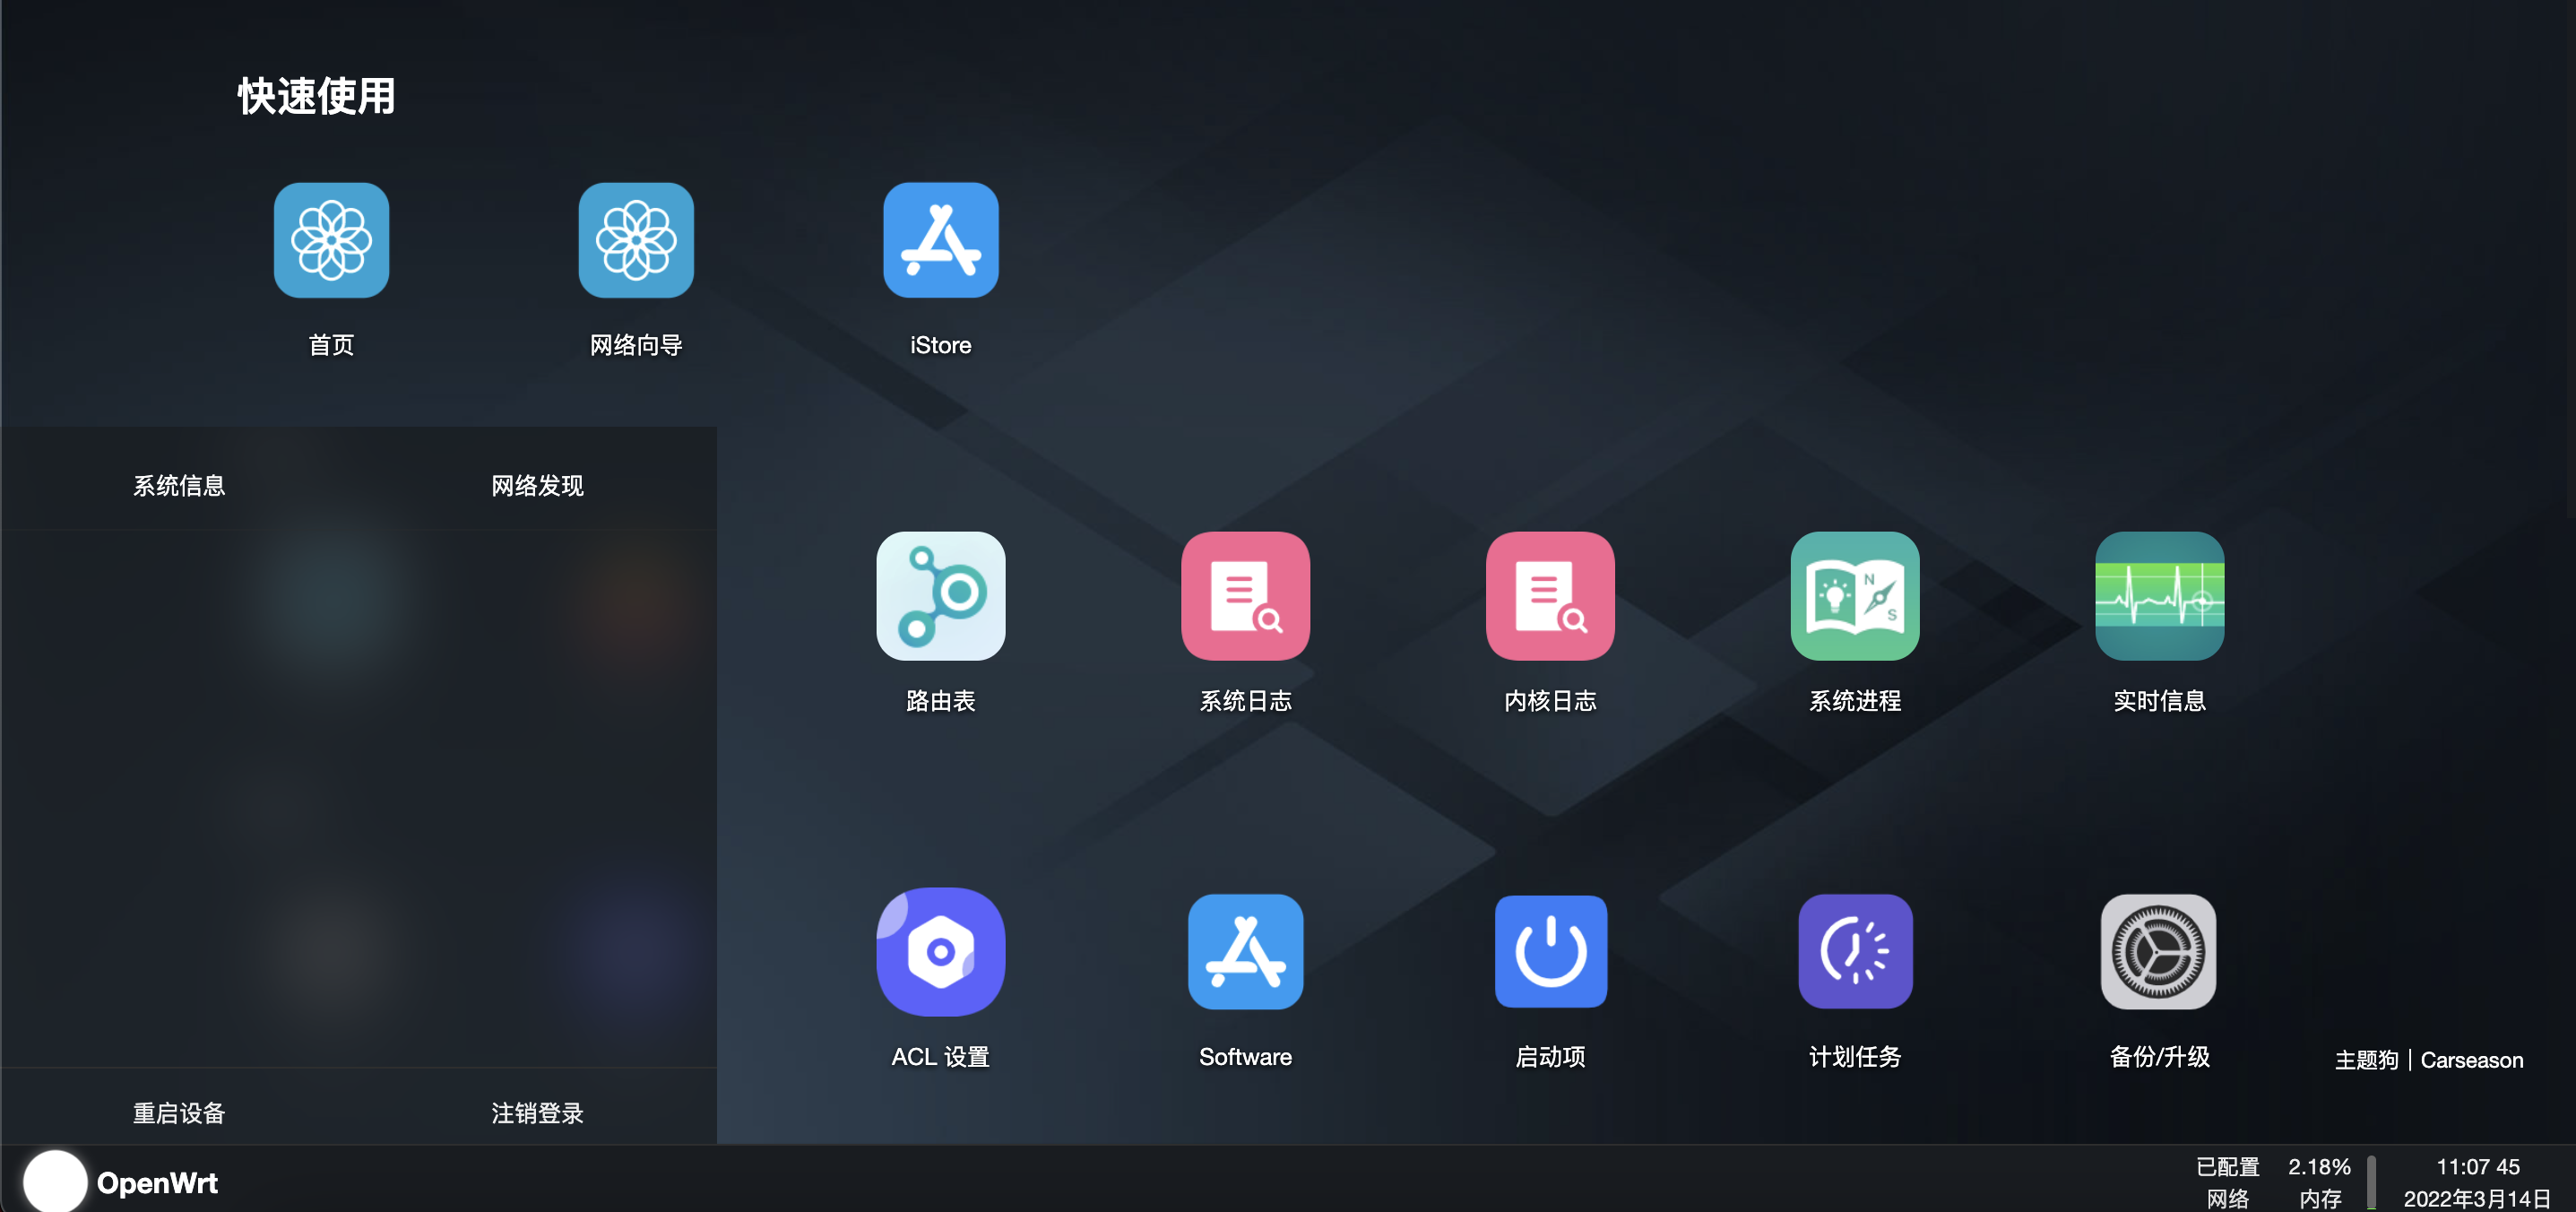 快速使用
首页
网络向导
iStore
系统信息
网络发现
路由表
系统日志
内核日志
系统进程
实时信息
N
S
ACL 设置
Software
启动项
计划任务
备份/升级
主题狗 | Carseason
重启设备
注销登录
OpenWrt
已配置
网络
2.18%
内存
11:07 45
2022年3月14日